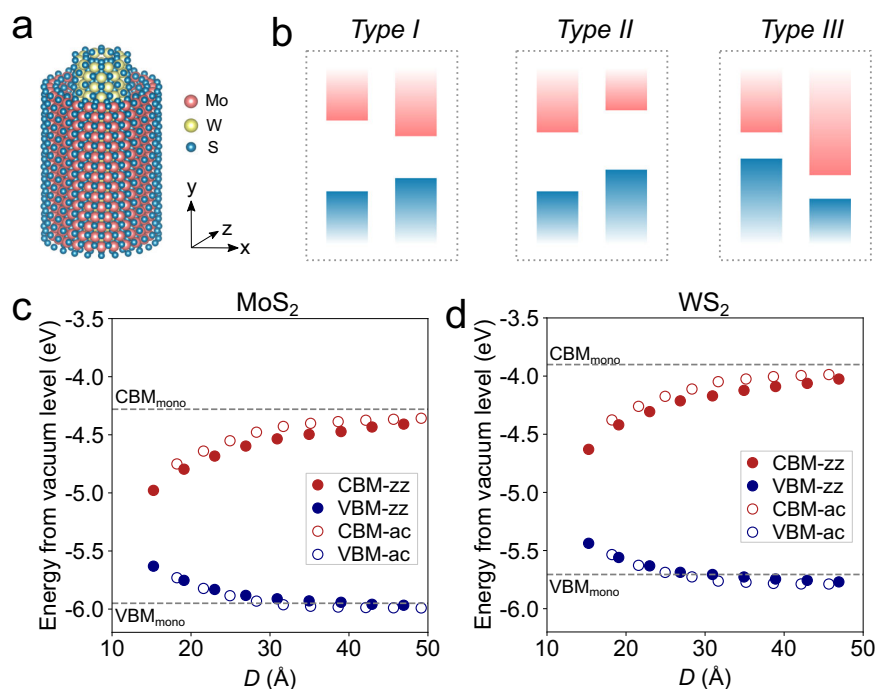 a
Mo
W
S
y
z
x
b
Type I
Type II
Type III
c
MoS₂
Energy from vacuum level (eV)
-3.5
-4.0
-4.5
-5.0
-5.5
-6.0
CBMmono
VBMmono
CBM-zz
VBM-zz
CBM-ac
VBM-ac
10
20
30
40
50
D (Å)
d
WS₂
Energy from vacuum level (eV)
-3.5
-4.0
-4.5
-5.0
-5.5
-6.0
CBMmono
VBMmono
CBM-zz
VBM-zz
CBM-ac
VBM-ac
10
20
30
40
50
D (Å)